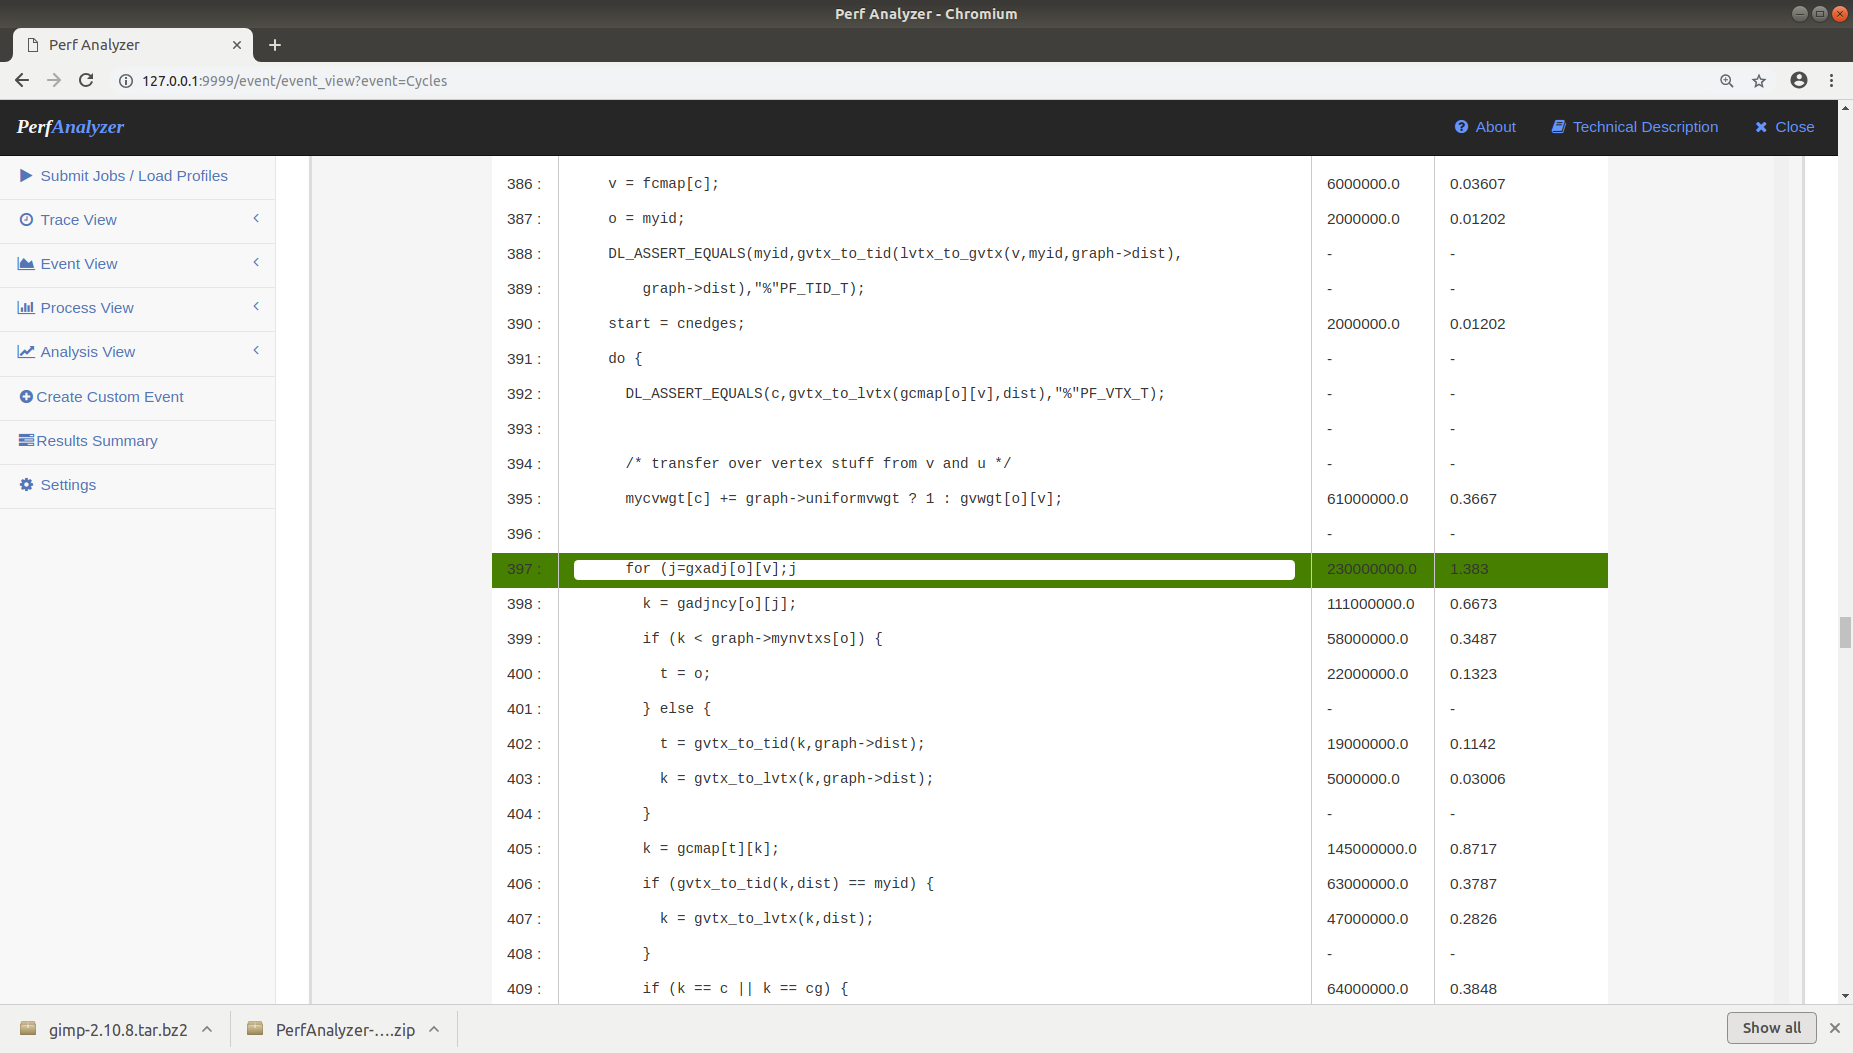 Perf Analyzer - Chromium
Perf Analyzer
127.0.0.1:9999/event/event_view?event=Cycles
PerfAnalyzer
About
Technical Description
Close
Submit Jobs / Load Profiles
Trace View
Event View
Process View
Analysis View
Create Custom Event
Results Summary
Settings
386 : v = fcmap[c]; 6000000.0 0.03607
387 : o = myid; 2000000.0 0.01202
388 : DL_ASSERT_EQUALS(myid,gvtx_to_tid(lvtx_to_gvtx(v,myid,graph->dist), - -
389 : graph->dist),"%"PF_TID_T); - -
390 : start = cnedges; 2000000.0 0.01202
391 : do { - -
392 : DL_ASSERT_EQUALS(c,gvtx_to_lvtx(gcmap[o][v],dist),"%"PF_VTX_T); - -
393 : - -
394 : /* transfer over vertex stuff from v and u */ - -
395 : mycvwgt[c] += graph->uniformvwgt ? 1 : gvwgt[o][v]; 61000000.0 0.3667
396 : - -
397 : for (j=gxadj[o][v];j 230000000.0 1.383
398 : k = gadjncy[o][j]; 111000000.0 0.6673
399 : if (k < graph->mynvtxs[o]) { 58000000.0 0.3487
400 : t = o; 22000000.0 0.1323
401 : } else { - -
402 : t = gvtx_to_tid(k,graph->dist); 19000000.0 0.1142
403 : k = gvtx_to_lvtx(k,graph->dist); 5000000.0 0.03006
404 : } - -
405 : k = gcmap[t][k]; 145000000.0 0.8717
406 : if (gvtx_to_tid(k,dist) == myid) { 63000000.0 0.3787
407 : k = gvtx_to_lvtx(k,dist); 47000000.0 0.2826
408 : } - -
409 : if (k == c || k == cg) { 64000000.0 0.3848
gimp-2.10.8.tar.bz2
PerfAnalyzer-....zip
Show all